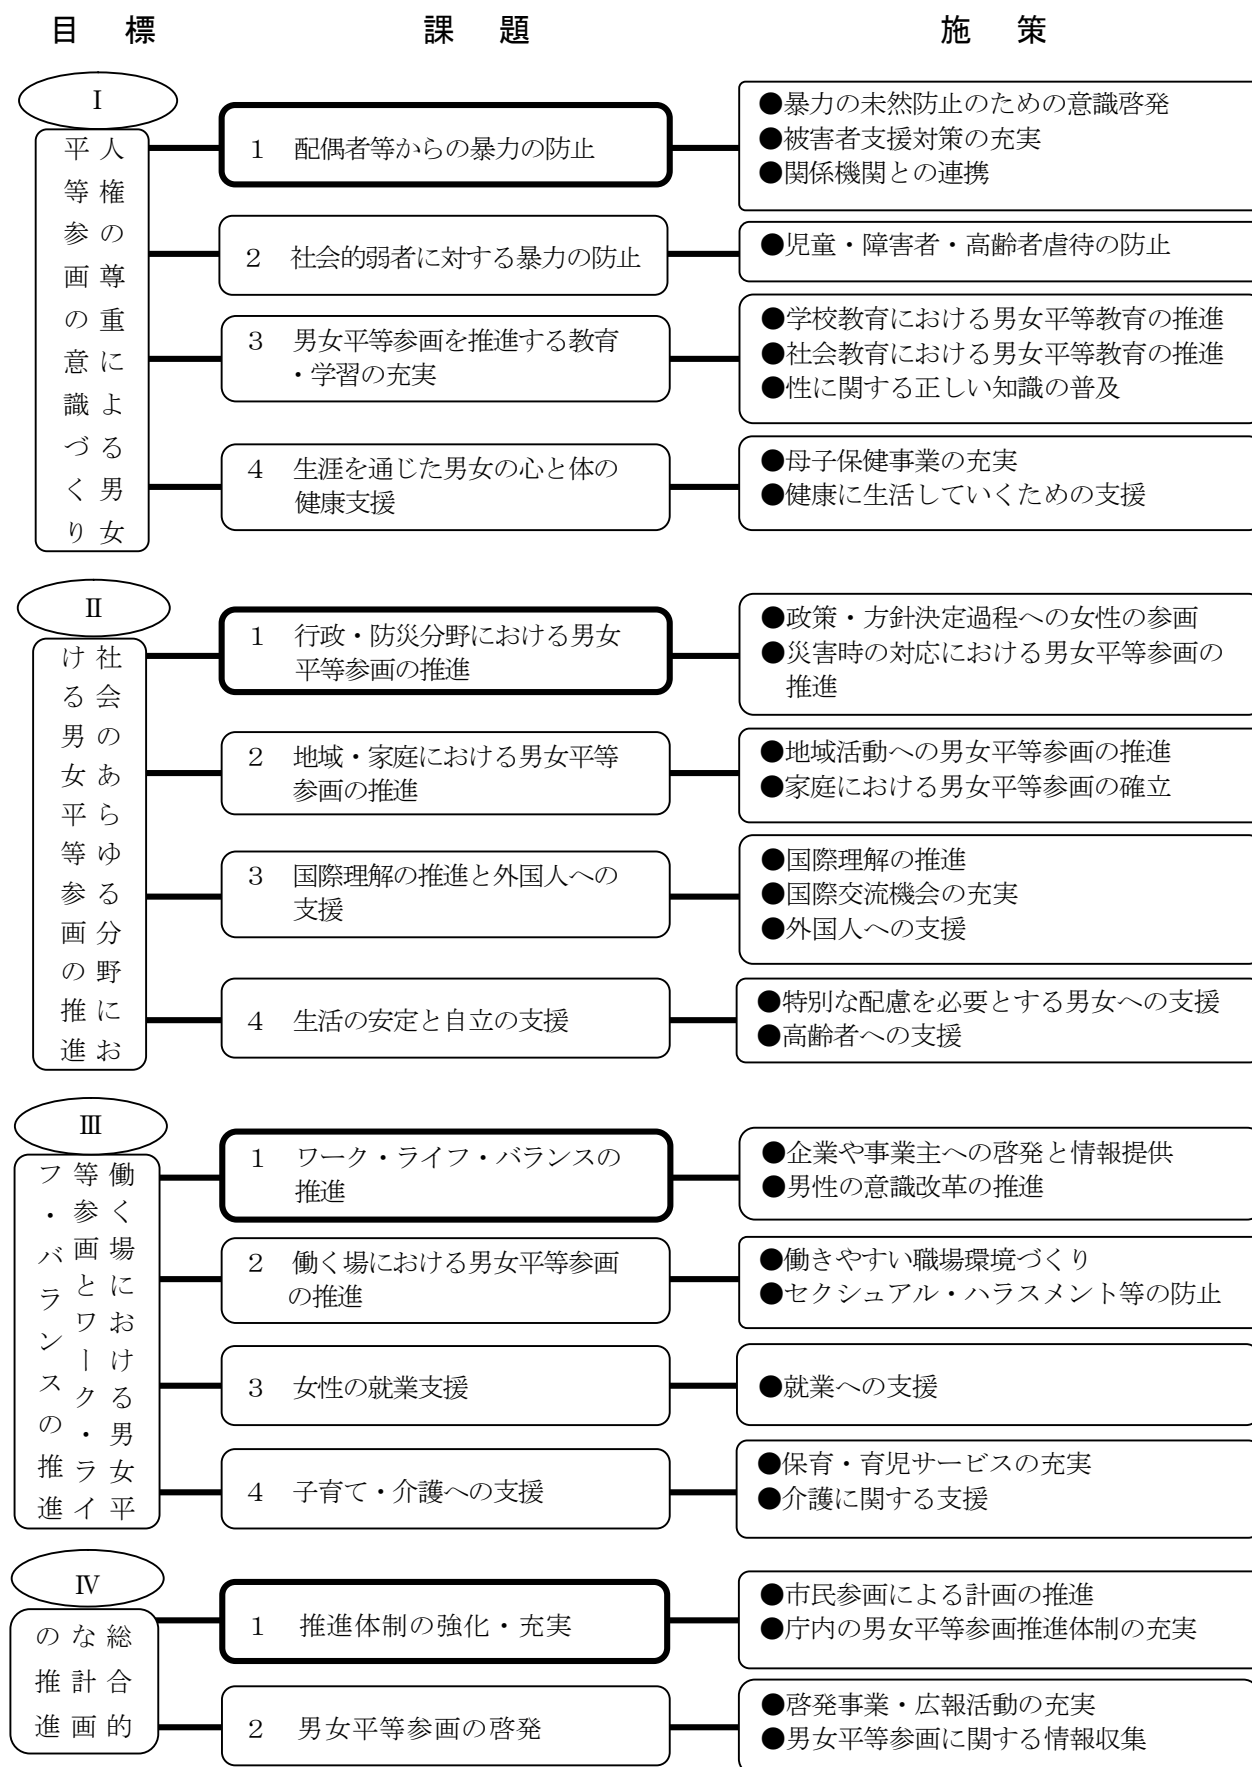 目　標　課　題　施　策
Ⅰ
人権の尊重による男女
平等参画の意識づくり
１　配偶者等からの暴力の防止
●暴力の未然防止のための意識啓発
●被害者支援対策の充実
●関係機関との連携
２　社会的弱者に対する暴力の防止
●児童・障害者・高齢者虐待の防止
３　男女平等参画を推進する教育
・学習の充実
●学校教育における男女平等教育の推進
●社会教育における男女平等教育の推進
●性に関する正しい知識の普及
４　生涯を通じた男女の心と体の
健康支援
●母子保健事業の充実
●健康に生活していくための支援
Ⅱ
社会のあらゆる分野にお
ける男女平等参画の推進
１　行政・防災分野における男女
平等参画の推進
●政策・方針決定過程への女性の参画
●災害時の対応における男女平等参画の
推進
２　地域・家庭における男女平等
参画の推進
●地域活動への男女平等参画の推進
●家庭における男女平等参画の確立
３　国際理解の推進と外国人への
支援
●国際理解の推進
●国際交流機会の充実
●外国人への支援
４　生活の安定と自立の支援
●特別な配慮を必要とする男女への支援
●高齢者への支援
Ⅲ
働く場における男女平
等参画とワーク・ライ
フ・バランスの推進
１　ワーク・ライフ・バランスの
推進
●企業や事業主への啓発と情報提供
●男性の意識改革の推進
２　働く場における男女平等参画
の推進
●働きやすい職場環境づくり
●セクシュアル・ハラスメント等の防止
３　女性の就業支援
●就業への支援
４　子育て・介護への支援
●保育・育児サービスの充実
●介護に関する支援
Ⅳ
総合的
な計画
の推進
１　推進体制の強化・充実
●市民参画による計画の推進
●庁内の男女平等参画推進体制の充実
２　男女平等参画の啓発
●啓発事業・広報活動の充実
●男女平等参画に関する情報収集